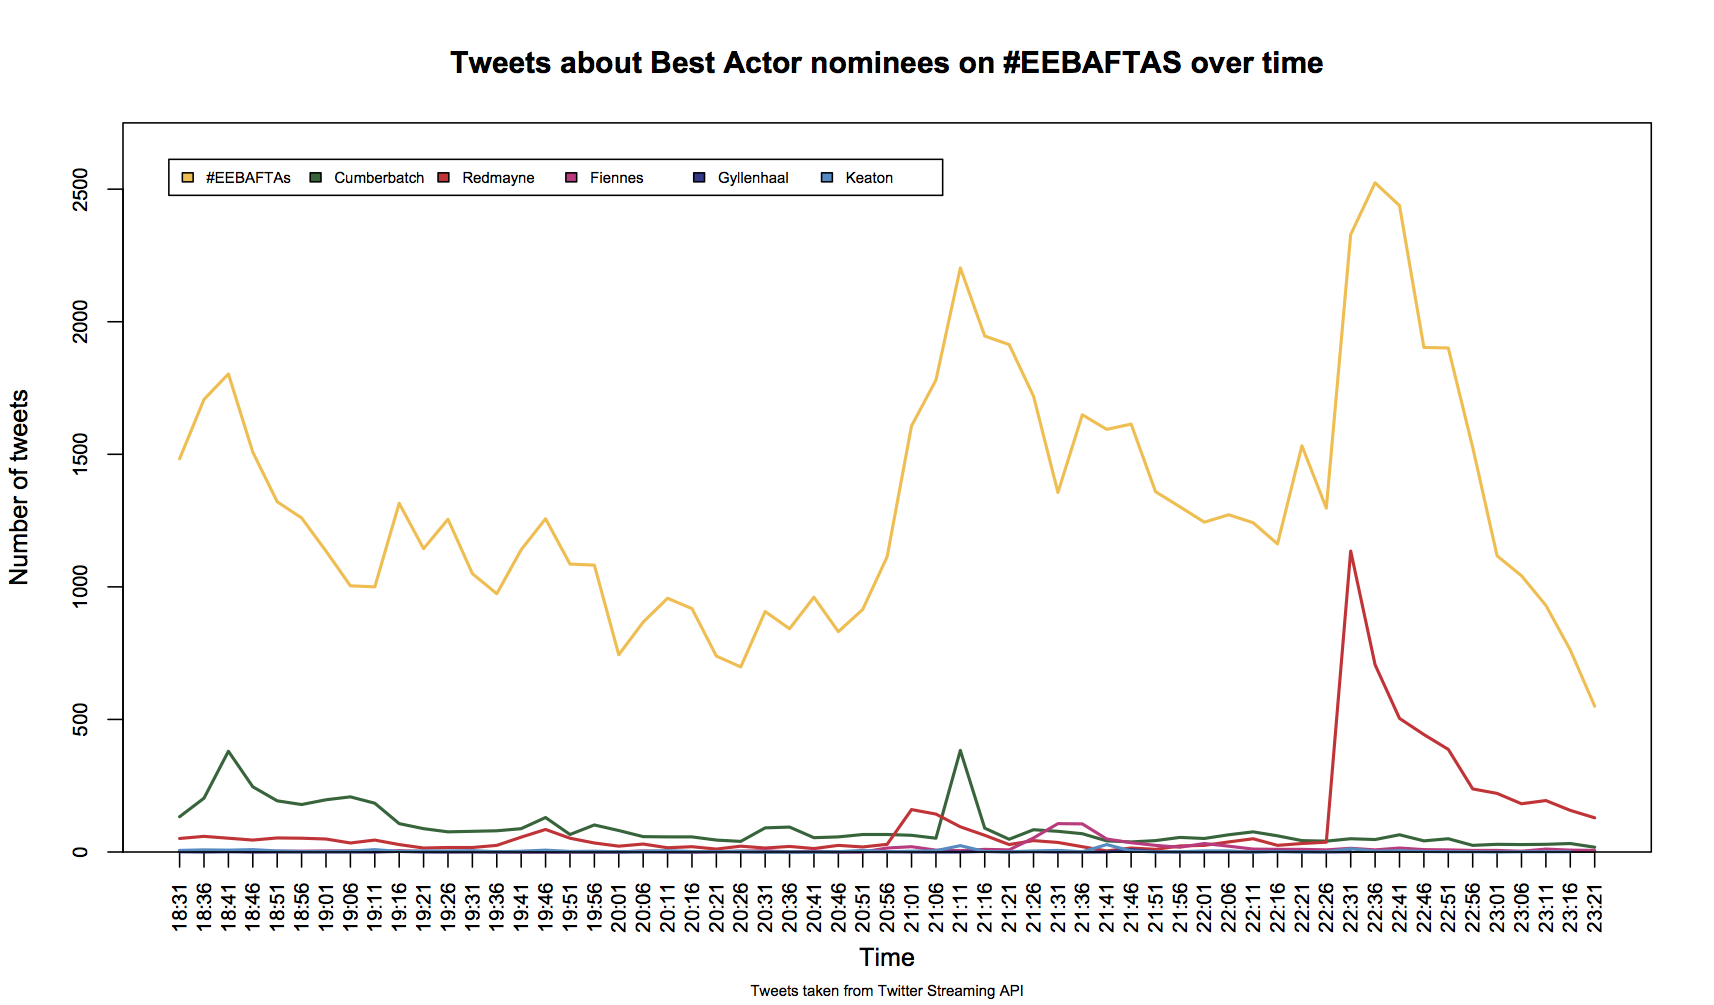 Tweets about Best Actor nominees on #EEBAFTAS over time
#EEBAFTAs Cumberbatch Redmayne Fiennes Gyllenhaal Keaton
Number of tweets
2500
2000
1500
1000
500
0
18:31 18:36 18:41 18:46 18:51 18:56 19:01 19:06 19:11 19:16 19:21 19:26 19:31 19:36 19:41 19:46 19:51 19:56 20:01 20:06 20:11 20:16 20:21 20:26 20:31 20:36 20:41 20:46 20:51 20:56 21:01 21:06 21:11 21:16 21:21 21:26 21:31 21:36 21:41 21:46 21:51 21:56 22:01 22:06 22:11 22:16 22:21 22:26 22:31 22:36 22:41 22:46 22:51 22:56 23:01 23:06 23:11 23:16 23:21
Time
Tweets taken from Twitter Streaming API